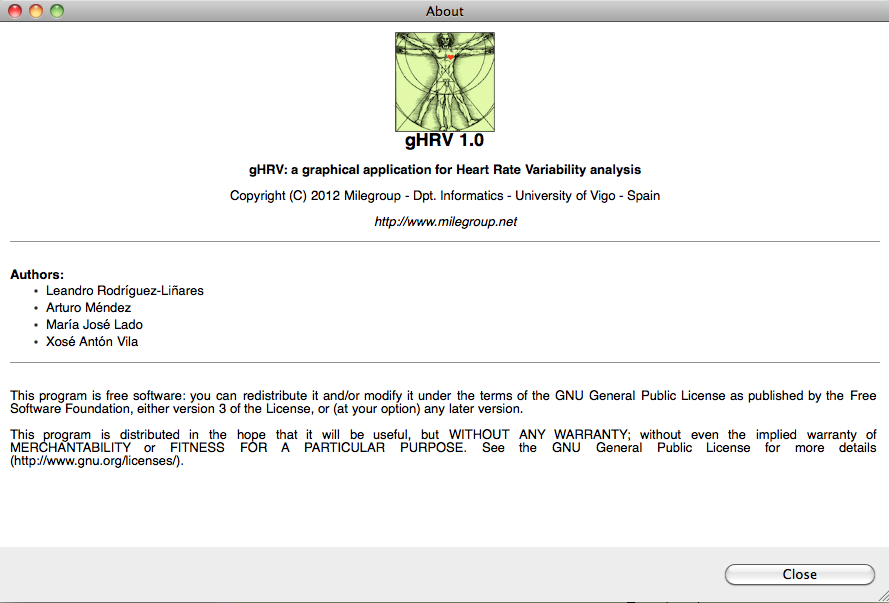 About
gHRV 1.0
gHRV: a graphical application for Heart Rate Variability analysis
Copyright (C) 2012 Milegroup - Dpt. Informatics - University of Vigo - Spain
http://www.milegroup.net
Authors:
• Leandro Rodríguez-Liñares
• Arturo Méndez
• María José Lado
• Xosé Antón Vila
This program is free software: you can redistribute it and/or modify it under the terms of the GNU General Public License as published by the Free
Software Foundation, either version 3 of the License, or (at your option) any later version.
This program is distributed in the hope that it will be useful, but WITHOUT ANY WARRANTY; without even the implied warranty of
MERCHANTABILITY or FITNESS FOR A PARTICULAR PURPOSE. See the GNU General Public License for more details
(http://www.gnu.org/licenses/).
Close